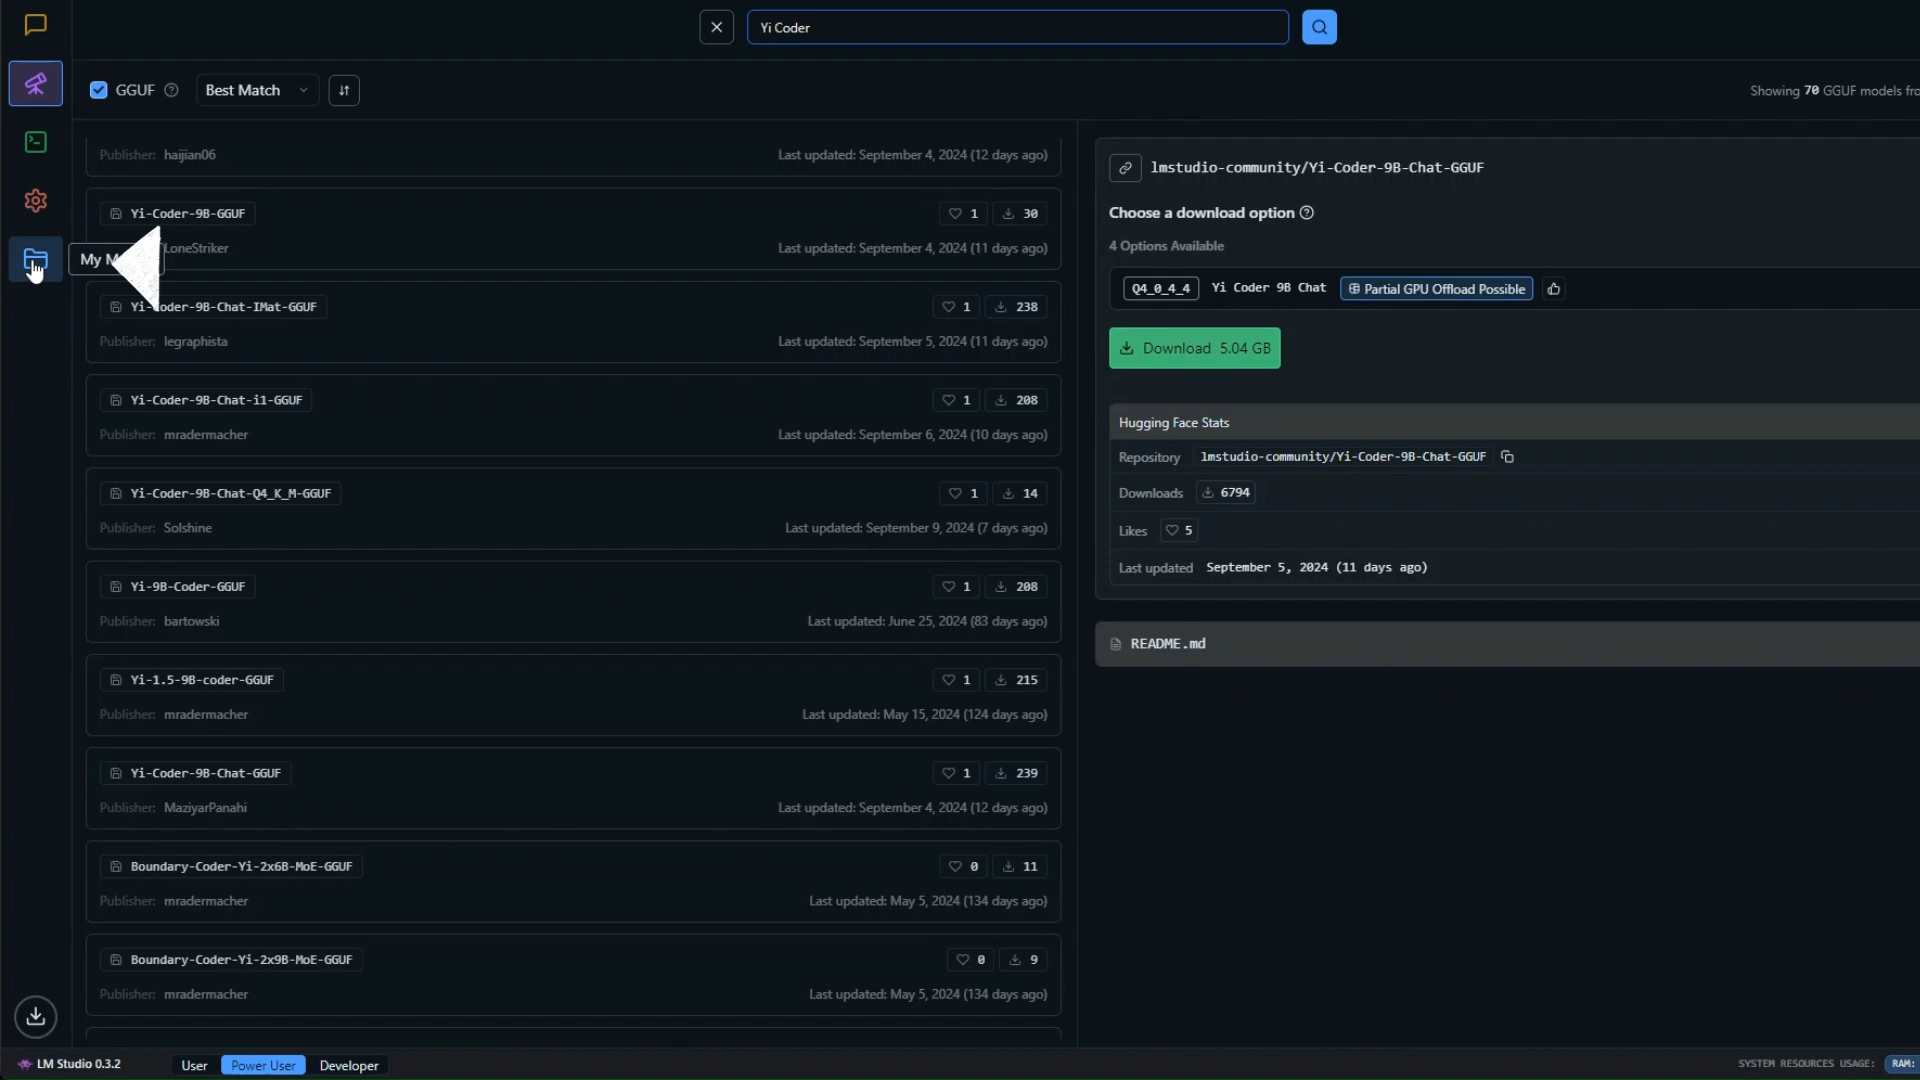 Yi Coder
GGUF Best Match
Showing 70 GGUF models
Publisher: haijian06 Last updated: September 4, 2024 (12 days ago)
Yi-Coder-9B-GGUF 1 30
LoneStriker Last updated: September 4, 2024 (11 days ago)
My
Yi-Coder-9B-Chat-IMat-GGUF 1 238
Publisher: legraphista Last updated: September 5, 2024 (11 days ago)
Yi-Coder-9B-Chat-i1-GGUF 1 208
Publisher: mradermacher Last updated: September 6, 2024 (10 days ago)
Yi-Coder-9B-Chat-Q4_K_M-GGUF 1 14
Publisher: Solshine Last updated: September 9, 2024 (7 days ago)
Yi-9B-Coder-GGUF 1 208
Publisher: bartowski Last updated: June 25, 2024 (83 days ago)
Yi-1.5-9B-coder-GGUF 1 215
Publisher: mradermacher Last updated: May 15, 2024 (124 days ago)
Yi-Coder-9B-Chat-GGUF 1 239
Publisher: MaziyarPanahi Last updated: September 4, 2024 (12 days ago)
Boundary-Coder-Yi-2x6B-MoE-GGUF 0 11
Publisher: mradermacher Last updated: May 5, 2024 (134 days ago)
Boundary-Coder-Yi-2x9B-MoE-GGUF 0 9
Publisher: mradermacher Last updated: May 5, 2024 (134 days ago)
lmstudio-community/Yi-Coder-9B-Chat-GGUF
Choose a download option
4 Options Available
Q4_0_4_4 Yi Coder 9B Chat Partial GPU Offload Possible
Download 5.04 GB
Hugging Face Stats
Repository lmstudio-community/Yi-Coder-9B-Chat-GGUF
Downloads 6794
Likes 5
Last updated September 5, 2024 (11 days ago)
README.md
LM Studio 0.3.2 User Power User Developer
SYSTEM RESOURCES USAGE: RAM: